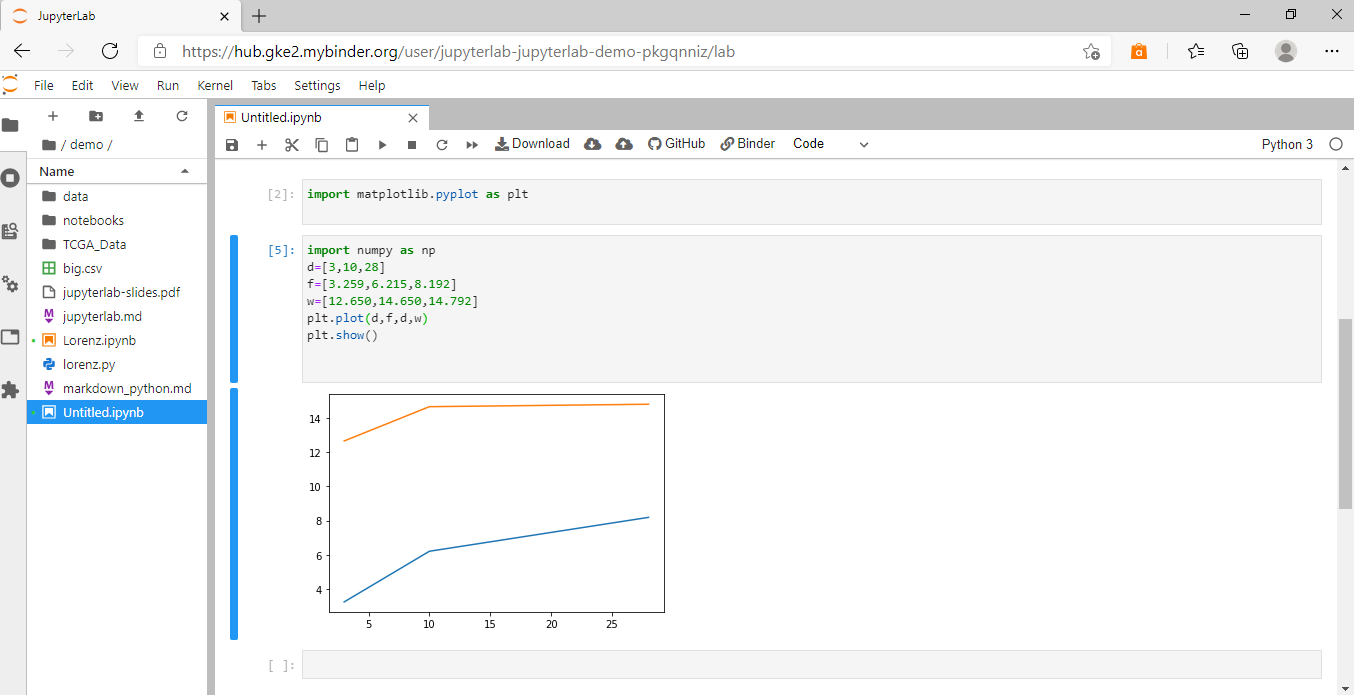 JupyterLab
https://hub.gke2.mybinder.org/user/jupyterlab-jupyterlab-demo-pkgqnniz/lab
a
File Edit View Run Kernel Tabs Settings Help
/ demo /
Name
data
notebooks
TCGA_Data
big.csv
jupyterlab-slides.pdf
M jupyterlab.md
Lorenz.ipynb
lorenz.py
M markdown_python.md
Untitled.ipynb
Untitled.ipynb
Download GitHub Binder Code Python 3
[2]: import matplotlib.pyplot as plt
[5]: import numpy as np
d=[3,10,28]
f=[3.259,6.215,8.192]
w=[12.650,14.650,14.792]
plt.plot(d,f,d,w)
plt.show()
14
12
10
8
6
4
5 10 15 20 25
[ ]: